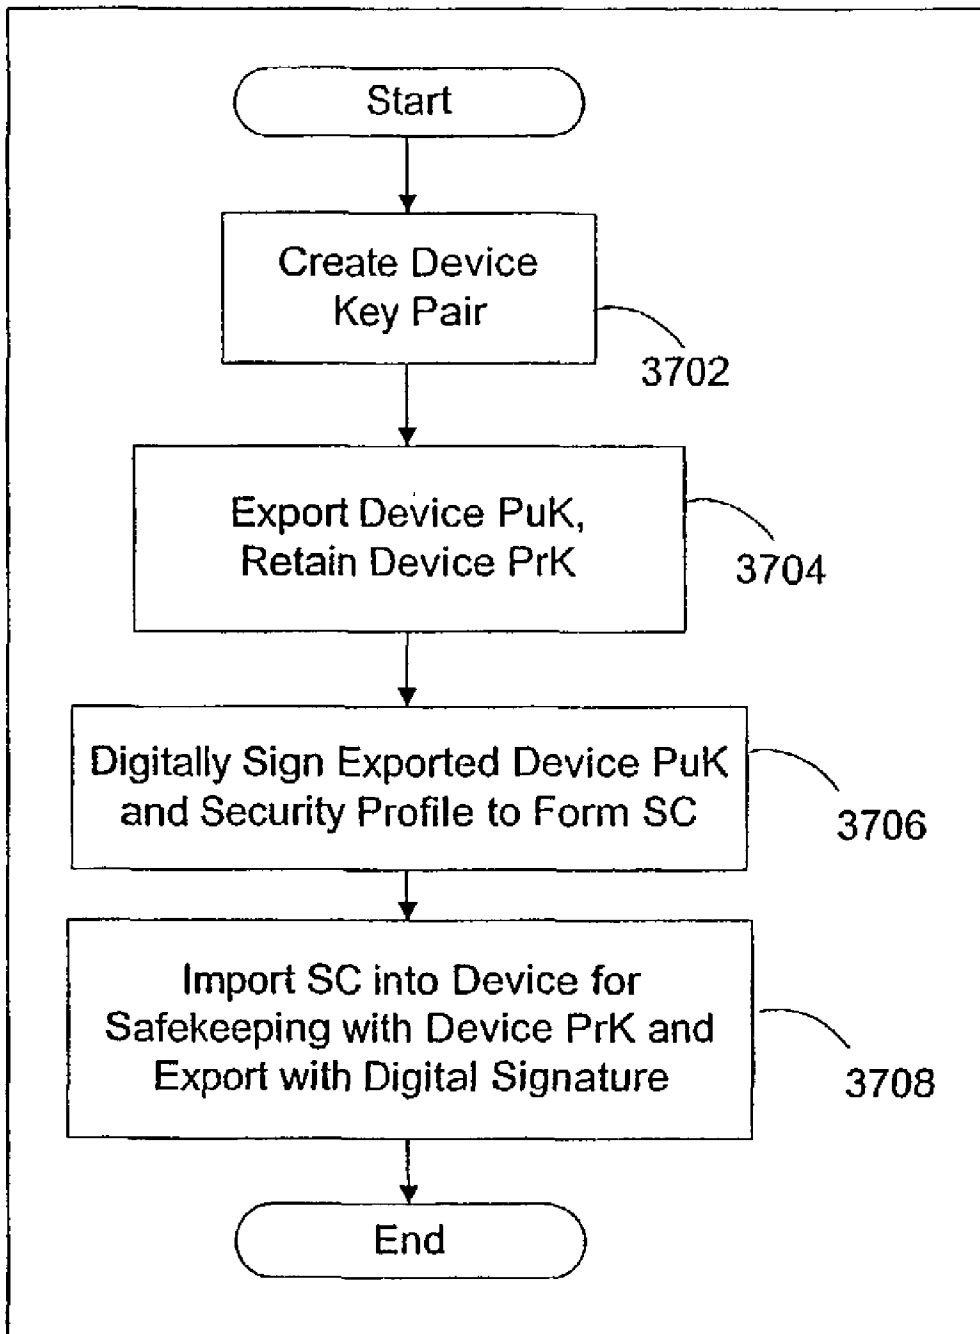 Start
Create Device
Key Pair
3702
Export Device PuK,
Retain Device PrK
3704
Digitally Sign Exported Device PuK
and Security Profile to Form SC
3706
Import SC into Device for
Safekeeping with Device PrK and
Export with Digital Signature
3708
End